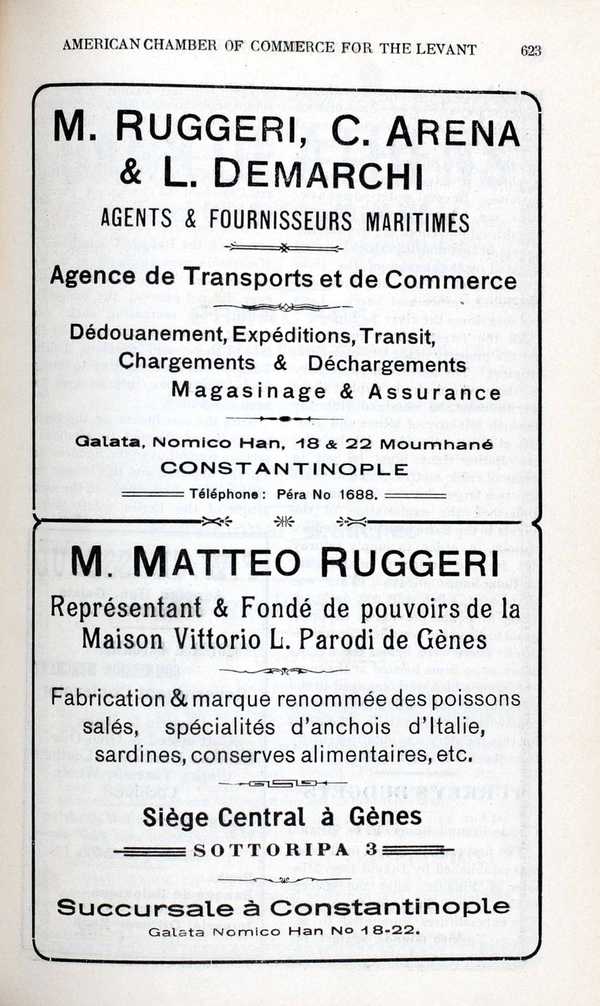 AMERICAN CHAMBER OF COMMERCE FOR THE LEVANT 623
M. RUGGERI, C. ARENA
& L. DEMARCHI
AGENTS & FOURNISSEURS MARITIMES
Agence de Transports et de Commerce
Dédouanement, Expéditions, Transit,
Chargements & Déchargements
Magasinage & Assurance
Galata, Nomico Han, 18 & 22 Moumhané
CONSTANTINOPLE
Téléphone: Péra No 1688.
M. MATTEO RUGGERI
Représentant & Fondé de pouvoirs de la
Maison Vittorio L. Parodi de Gènes
Fabrication & marque renommée des poissons
salés, spécialités d'anchois d'Italie,
sardines, conserves alimentaires, etc.
Siège Central à Gènes
SOTTORIPA 3
Succursale à Constantinople
Galata Nomico Han No 18-22.